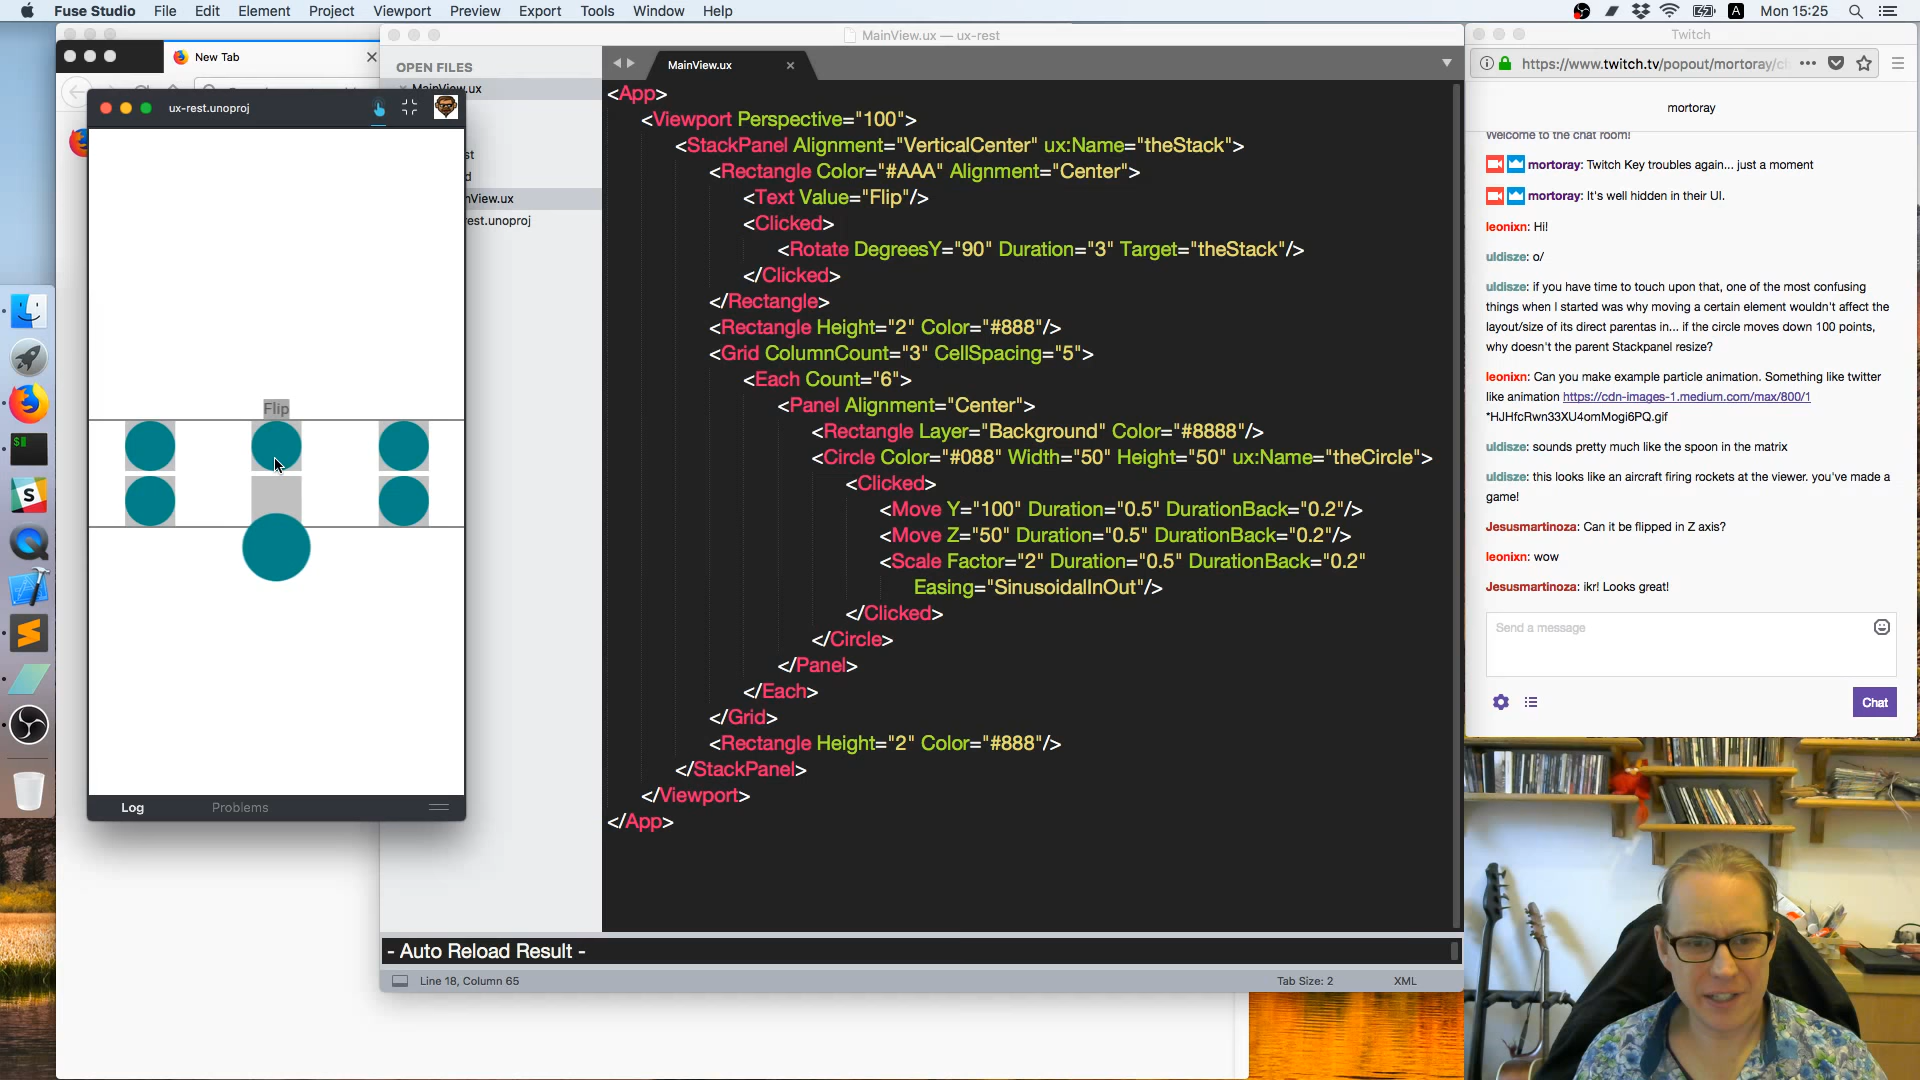 Fuse Studio File Edit Element Project Viewport Preview Export Tools Window Help
A Mon 15:25
New Tab
ux-rest.unoproj
Flip
Log Problems
MainView.ux — ux-rest
OPEN FILES
MainView.ux
st
d
nView.ux
est.unoproj
MainView.ux
<App>
<Viewport Perspective="100">
<StackPanel Alignment="VerticalCenter" ux:Name="theStack">
<Rectangle Color="#AAA" Alignment="Center">
<Text Value="Flip"/>
<Clicked>
<Rotate DegreesY="90" Duration="3" Target="theStack"/>
</Clicked>
</Rectangle>
<Rectangle Height="2" Color="#888"/>
<Grid ColumnCount="3" CellSpacing="5">
<Each Count="6">
<Panel Alignment="Center">
<Rectangle Layer="Background" Color="#8888"/>
<Circle Color="#088" Width="50" Height="50" ux:Name="theCircle">
<Clicked>
<Move Y="100" Duration="0.5" DurationBack="0.2"/>
<Move Z="50" Duration="0.5" DurationBack="0.2"/>
<Scale Factor="2" Duration="0.5" DurationBack="0.2"
Easing="SinusoidalInOut"/>
</Clicked>
</Circle>
</Panel>
</Each>
</Grid>
<Rectangle Height="2" Color="#888"/>
</StackPanel>
</Viewport>
</App>
- Auto Reload Result -
Line 18, Column 65
Tab Size: 2
XML
Twitch
https://www.twitch.tv/popout/mortoray/c
mortoray
Welcome to the chat room!
mortoray: Twitch Key troubles again... just a moment
mortoray: It's well hidden in their UI.
leonixn: Hi!
uldisze: o/
uldisze: if you have time to touch upon that, one of the most confusing
things when I started was why moving a certain element wouldn't affect the
layout/size of its direct parentas in... if the circle moves down 100 points,
why doesn't the parent Stackpanel resize?
leonixn: Can you make example particle animation. Something like twitter
like animation https://cdn-images-1.medium.com/max/800/1
*HJHfcRwn33XU4omMogi6PQ.gif
uldisze: sounds pretty much like the spoon in the matrix
uldisze: this looks like an aircraft firing rockets at the viewer. you've made a
game!
Jesusmartinoza: Can it be flipped in Z axis?
leonixn: wow
Jesusmartinoza: ikr! Looks great!
Send a message
Chat